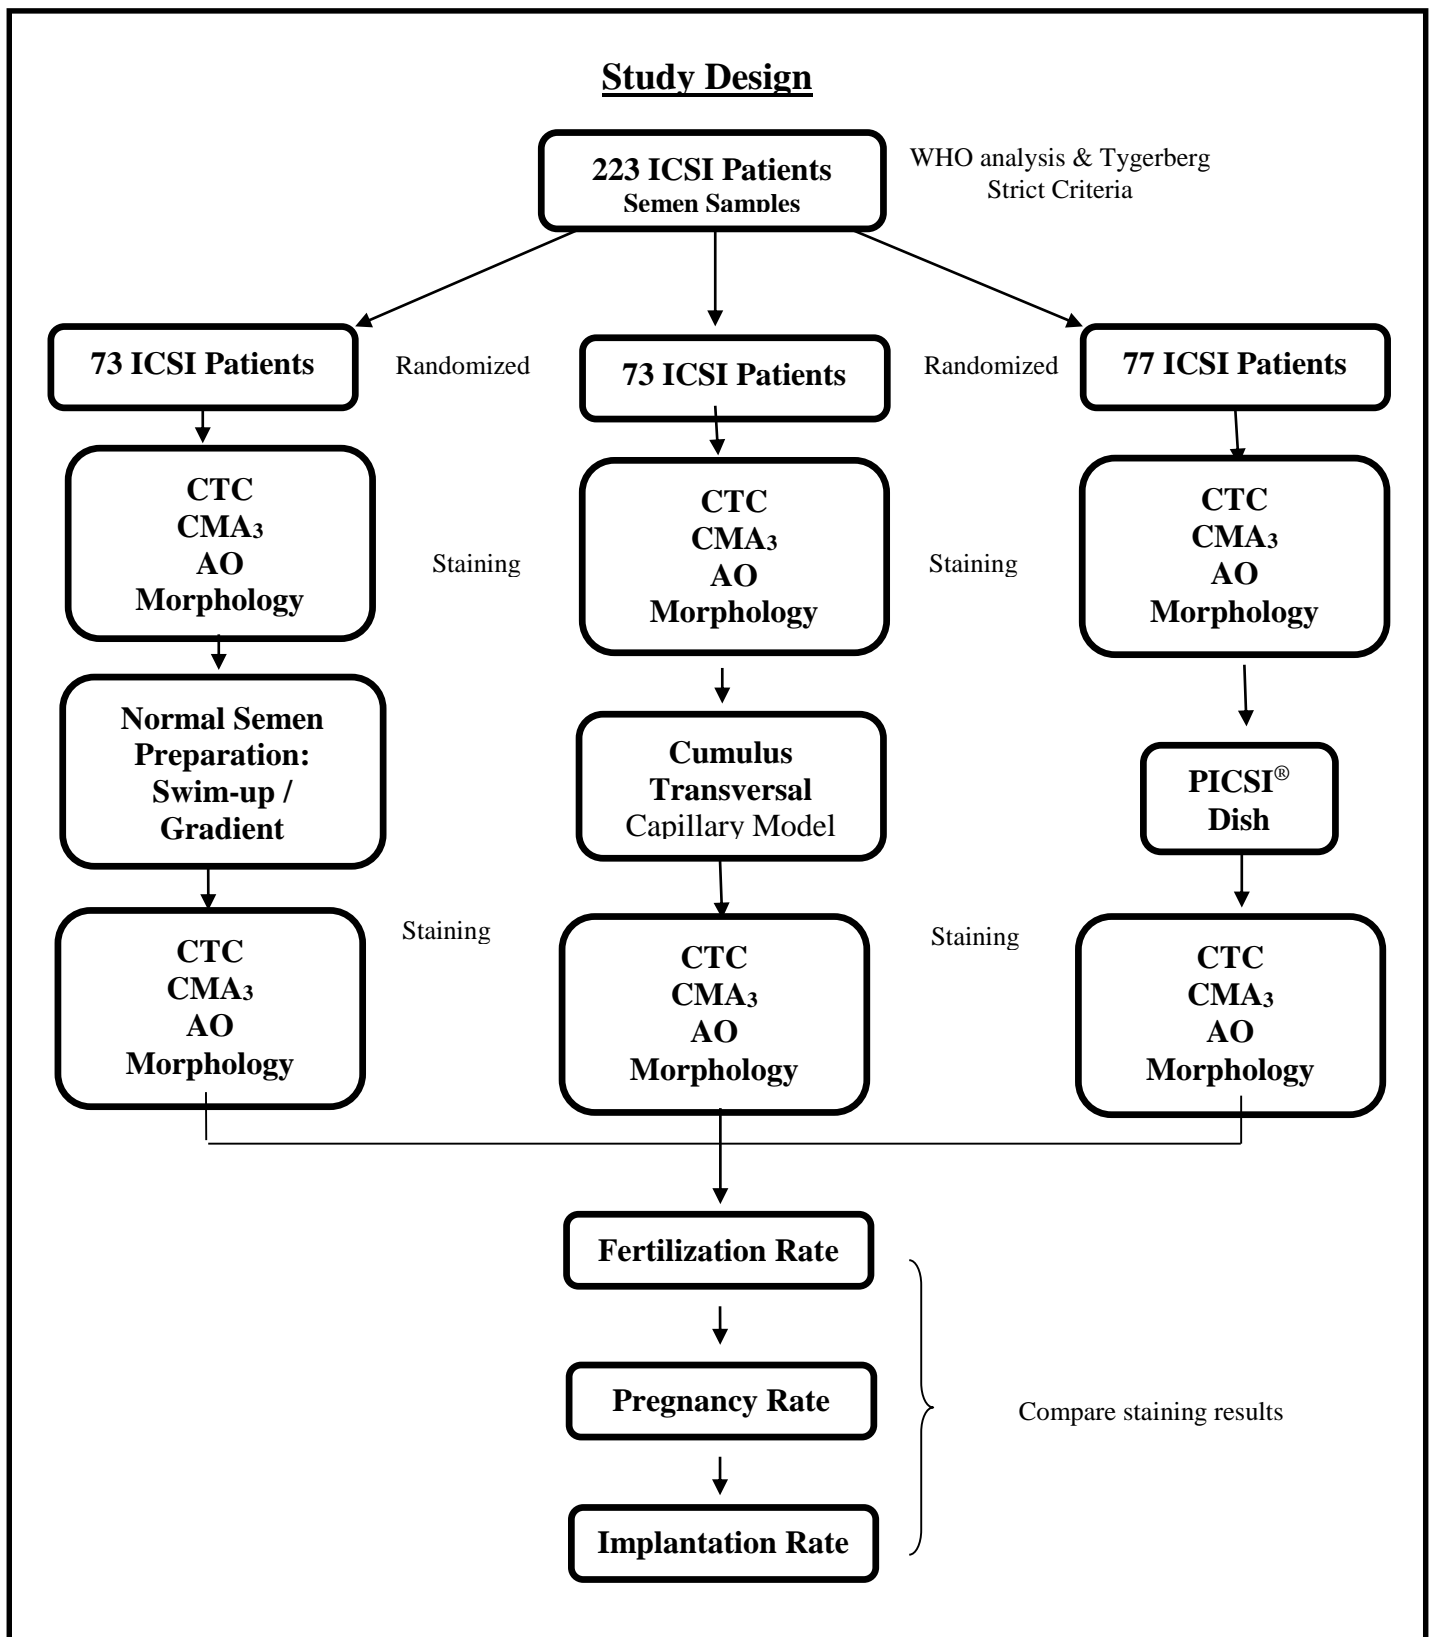 Study Design
223 ICSI Patients
Semen Samples
WHO analysis & Tygerberg
Strict Criteria
73 ICSI Patients
Randomized
73 ICSI Patients
Randomized
77 ICSI Patients
CTC
CMA₃
AO
Morphology
Staining
CTC
CMA₃
AO
Morphology
Staining
CTC
CMA₃
AO
Morphology
Normal Semen
Preparation:
Swim-up /
Gradient
Cumulus
Transversal
Capillary Model
PICSI®
Dish
CTC
CMA₃
AO
Morphology
Staining
CTC
CMA₃
AO
Morphology
Staining
CTC
CMA₃
AO
Morphology
Fertilization Rate
Pregnancy Rate
Compare staining results
Implantation Rate